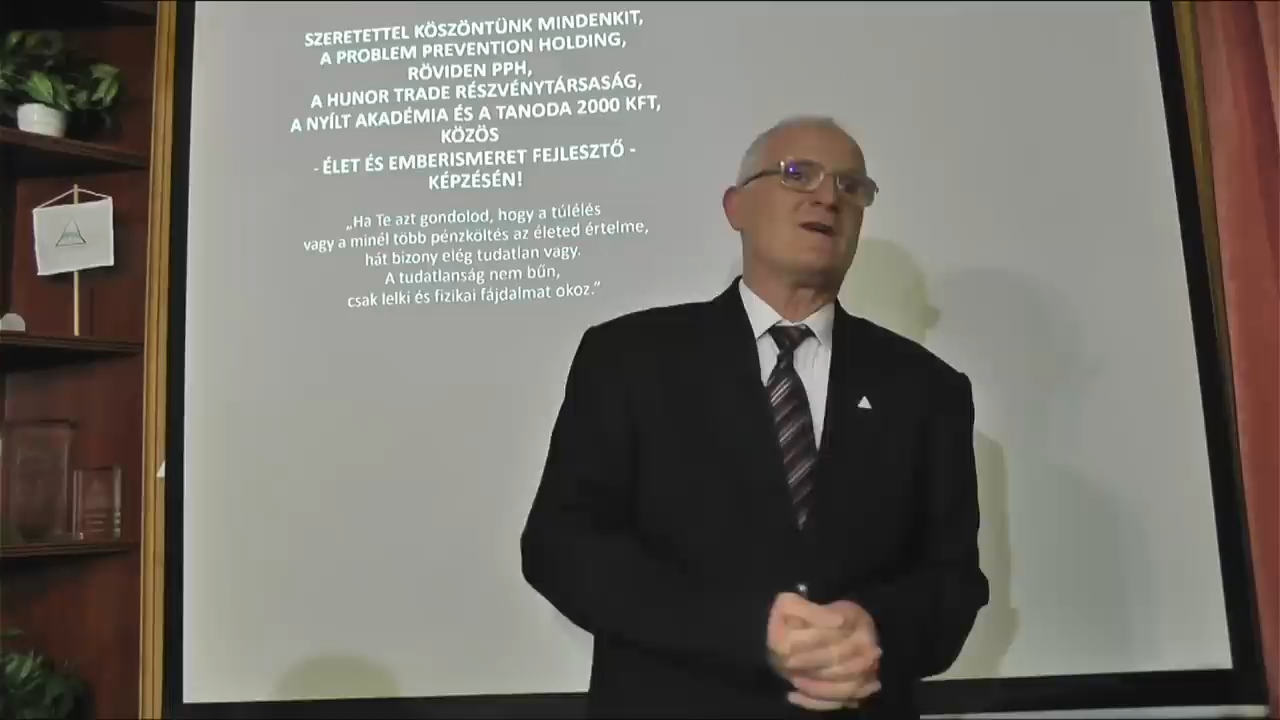 SZERETETTEL KÖSZÖNTÜNK MINDENKIT,
A PROBLEM PREVENTION HOLDING,
RÖVIDEN PPH,
A HUNOR TRADE RÉSZVÉNYTÁRSASÁG,
A NYÍLT AKADÉMIA ÉS A TANODA 2000 KFT,
KÖZÖS
- ÉLET ÉS EMBERISMERET FEJLESZTŐ -
KÉPZÉSÉN!
„Ha Te azt gondolod, hogy a túlélés
vagy a minél több pénzköltés az életed értelme,
hát bizony elég tudatlan vagy.
A tudatlanság nem bűn,
csak lelki és fizikai fájdalmat okoz.”